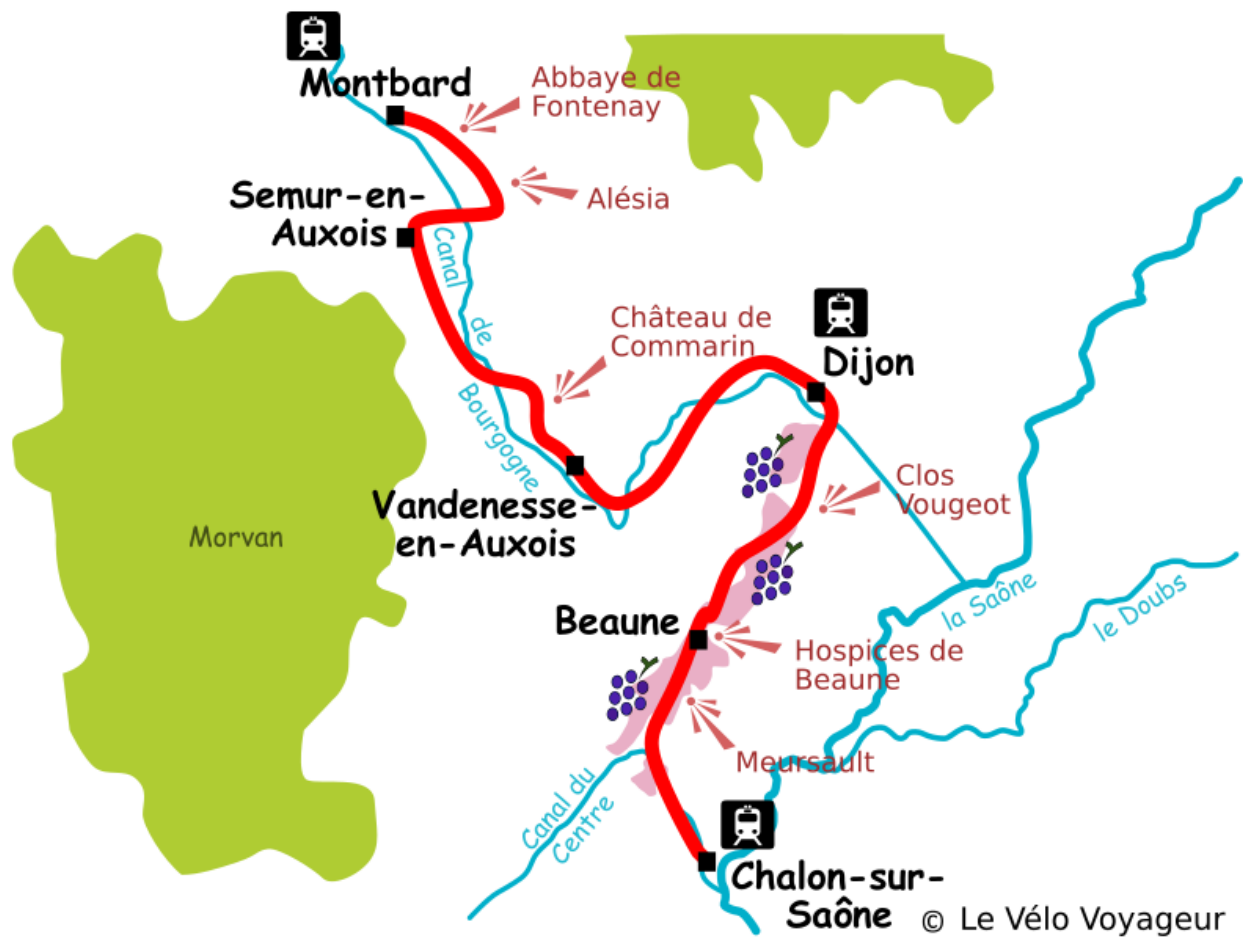 Montbard
Abbaye de
Fontenay
Semur-en-
Auxois
Alésia
Canal
de
Bourgogne
Château de
Commarin
Dijon
Clos
Vougeot
Vandenesse-
en-Auxois
Morvan
la Saône
le Doubs
Beaune
Hospices de
Beaune
Meursault
Canal du
Centre
Chalon-sur-
Saône
© Le Vélo Voyageur